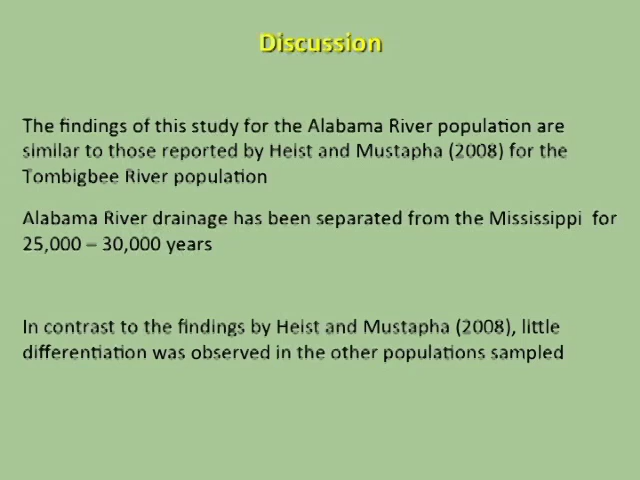 Discussion
The findings of this study for the Alabama River population are
similar to those reported by Heist and Mustapha (2008) for the
Tombigbee River population
Alabama River drainage has been separated from the Mississippi for
25,000 – 30,000 years
In contrast to the findings by Heist and Mustapha (2008), little
differentiation was observed in the other populations sampled